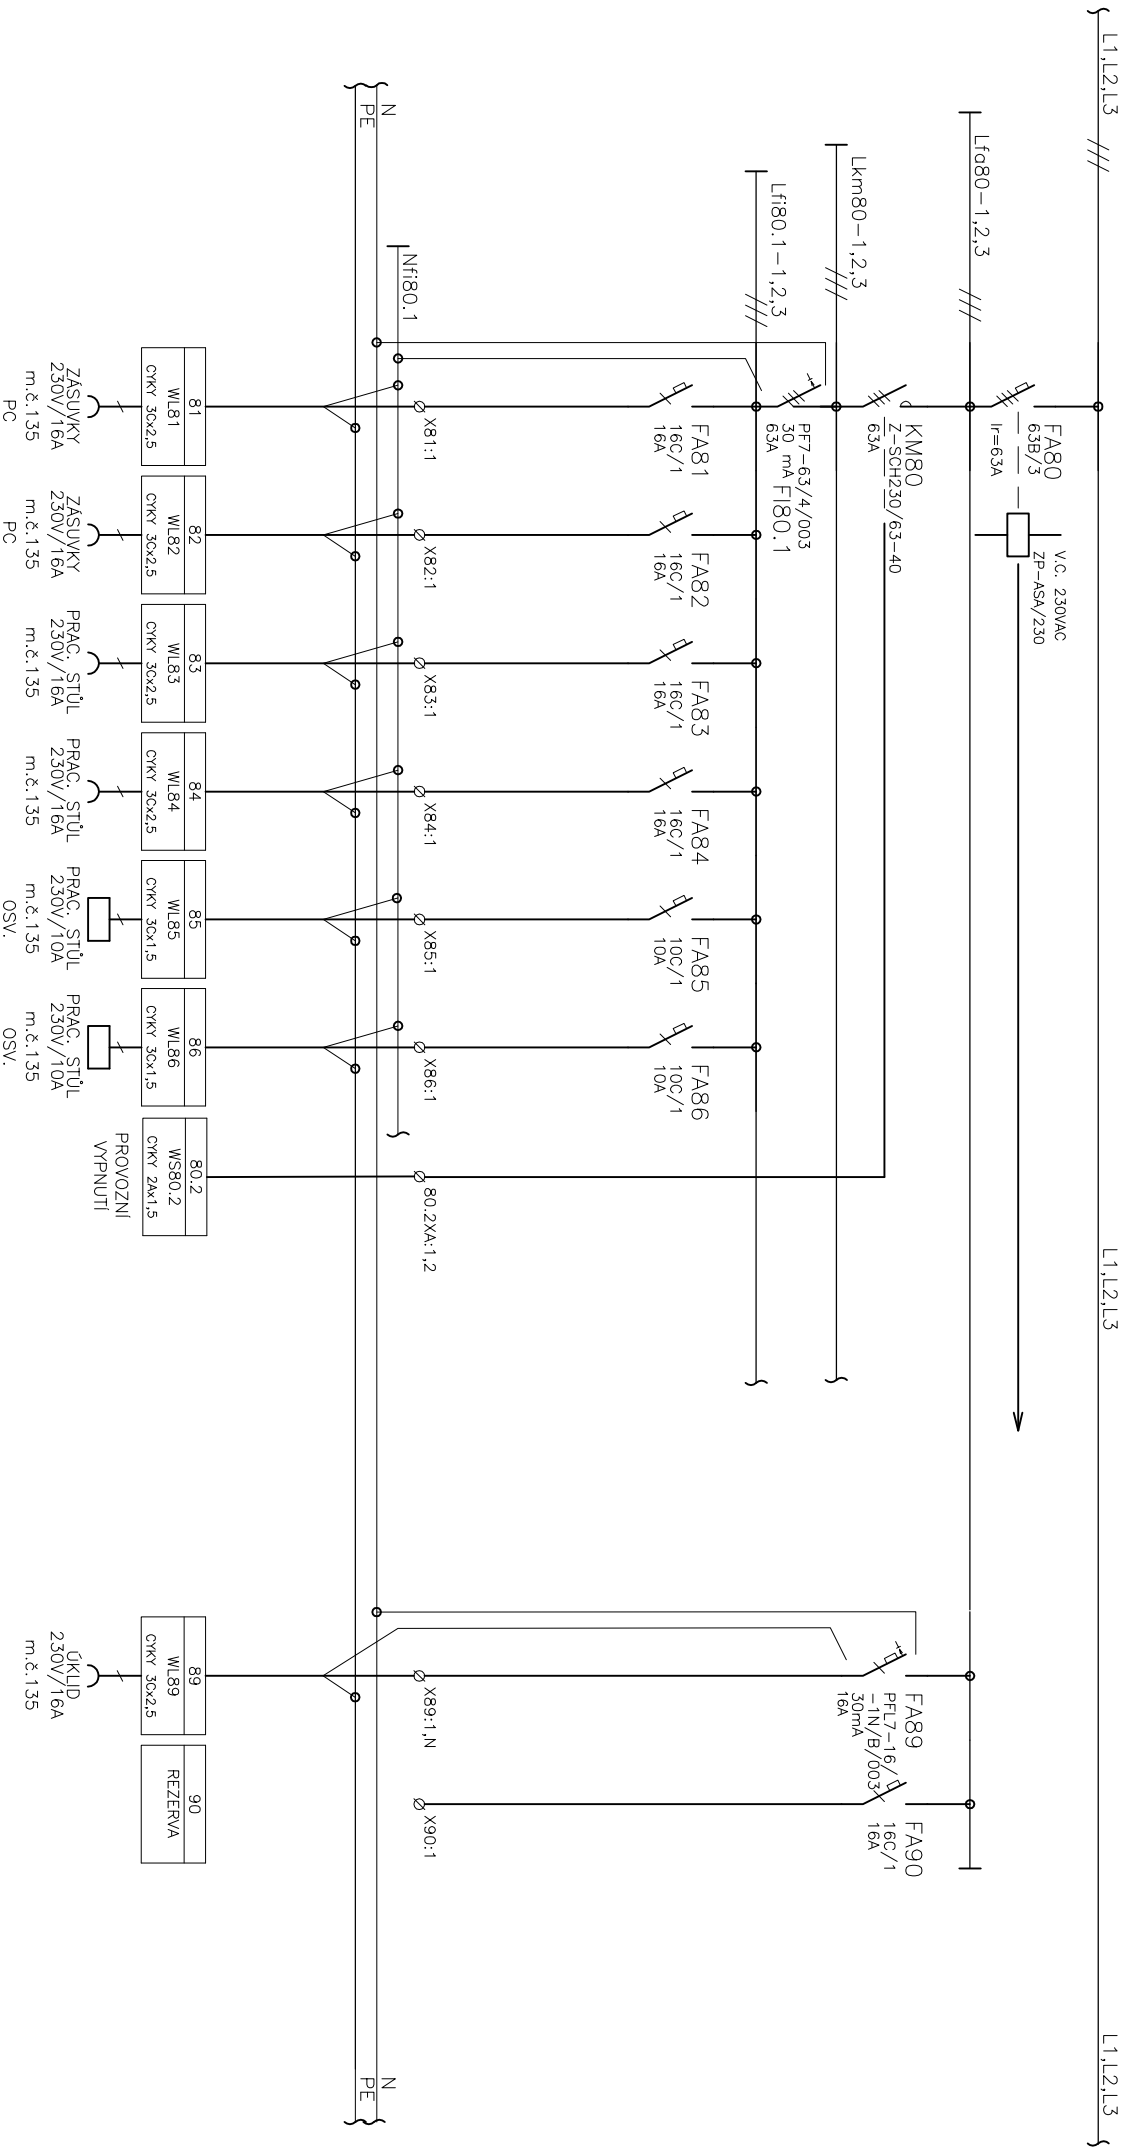 L1,L2,L3
L1,L2,L3
L1,L2,L3
FA80
63B/3
Ir=63A
V.C. 230VAC
ZP-ASA/230
Lfa80-1,2,3
KM80
Z-SCH230/63-40
63A
FA89
PFL7-16/
-1N/B/003
30mA
16A
FA90
16C/1
16A
Lkm80-1,2,3
PF7-63/4/003
30 mA
63A
FI80.1
Lfi80.1-1,2,3
FA81
16C/1
16A
FA82
16C/1
16A
FA83
16C/1
16A
FA84
16C/1
16A
FA85
10C/1
10A
FA86
10C/1
10A
X81:1
X82:1
X83:1
X84:1
X85:1
X86:1
80.2XA:1,2
X89:1,N
X90:1
Nfi80.1
N
PE
N
PE
81
WL81
CYKY 3Cx2,5
ZÁSUVKY
230V/16A
m.č.135
PC
82
WL82
CYKY 3Cx2,5
ZÁSUVKY
230V/16A
m.č.135
PC
83
WL83
CYKY 3Cx2,5
PRAC. STŮL
230V/16A
m.č.135
84
WL84
CYKY 3Cx2,5
PRAC. STŮL
230V/16A
m.č.135
85
WL85
CYKY 3Cx1,5
PRAC. STŮL
230V/10A
m.č.135
OSV.
86
WL86
CYKY 3Cx1,5
PRAC. STŮL
230V/10A
m.č.135
OSV.
80.2
WS80.2
CYKY 2Ax1,5
PROVOZNÍ
VYPNUTÍ
89
WL89
CYKY 3Cx2,5
ÚKLID
230V/16A
m.č.135
90
REZERVA